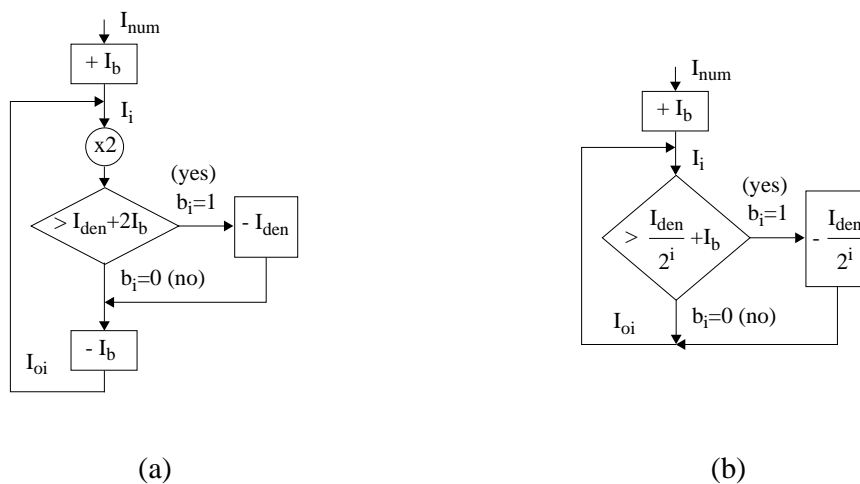 I_num
+ I_b
I_i
x2
(yes)
b_i=1
> I_den+2I_b
- I_den
b_i=0 (no)
- I_b
I_oi
(a)
I_num
+ I_b
I_i
(yes)
b_i=1
> I_den/2^i +I_b
- I_den/2^i
b_i=0 (no)
I_oi
(b)